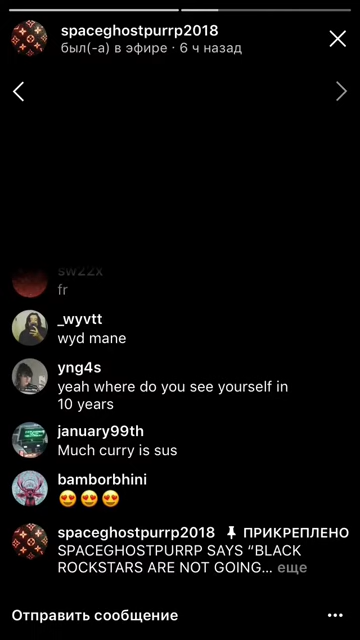 spaceghostpurrp2018
был(-а) в эфире · 6 ч назад
sw22x
fr
_wyvtt
wyd mane
yng4s
yeah where do you see yourself in
10 years
january99th
Much curry is sus
bamborbhini
😍😍😍
spaceghostpurrp2018 📌 ПРИКРЕПЛЕНО
SPACEGHOSTPURRP SAYS “BLACK
ROCKSTARS ARE NOT GOING... еще
Отправить сообщение